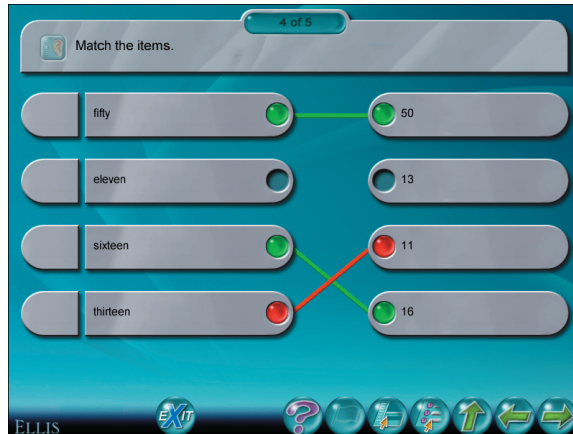 4 of 5
Match the items.
fifty
50
eleven
13
sixteen
11
thirteen
16
EXIT
?
ELLIS